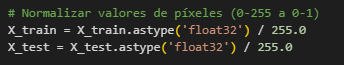 # Normalizar valores de píxeles (0-255 a 0-1)
X_train = X_train.astype('float32') / 255.0
X_test = X_test.astype('float32') / 255.0